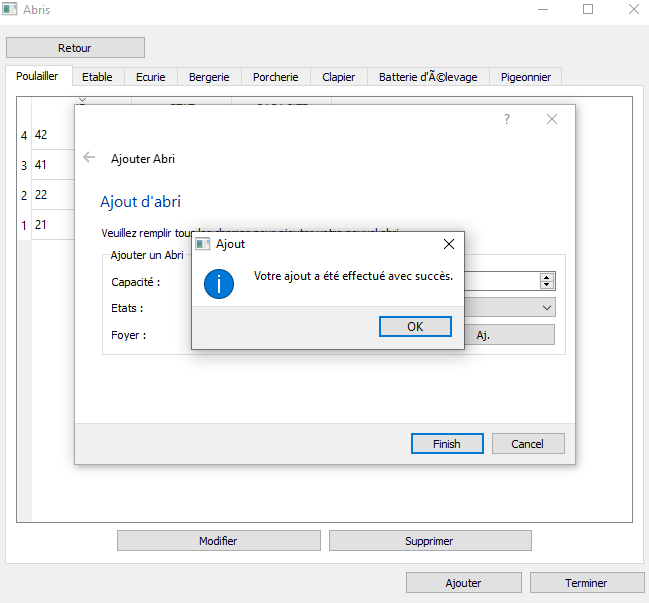 Abris
Retour
Poulailler Etable Ecurie Bergerie Porcherie Clapier Batterie d'Ã©levage Pigeonnier
4 42
3 41
2 22
1 21
?
Ajouter Abri
Ajout d'abri
Veuillez remplir tous
Ajouter un Abri
Capacité :
Etats :
Foyer :
Aj.
Ajout
Votre ajout a été effectué avec succès.
OK
Finish Cancel
Modifier Supprimer
Ajouter Terminer